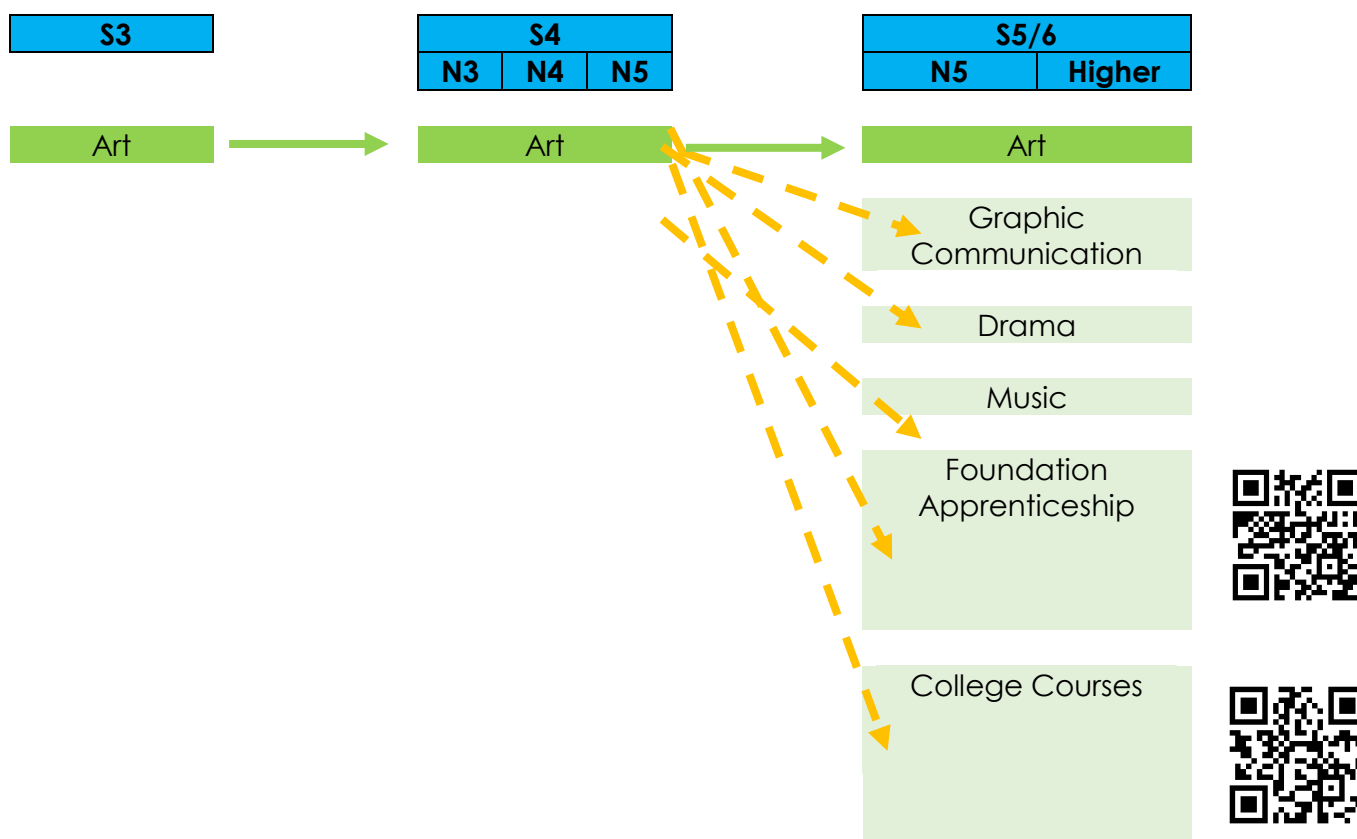 S3
S4
S5/6
N3 N4 N5
N5 Higher
Art
Art
Art
Graphic
Communication
Drama
Music
Foundation
Apprenticeship
College Courses